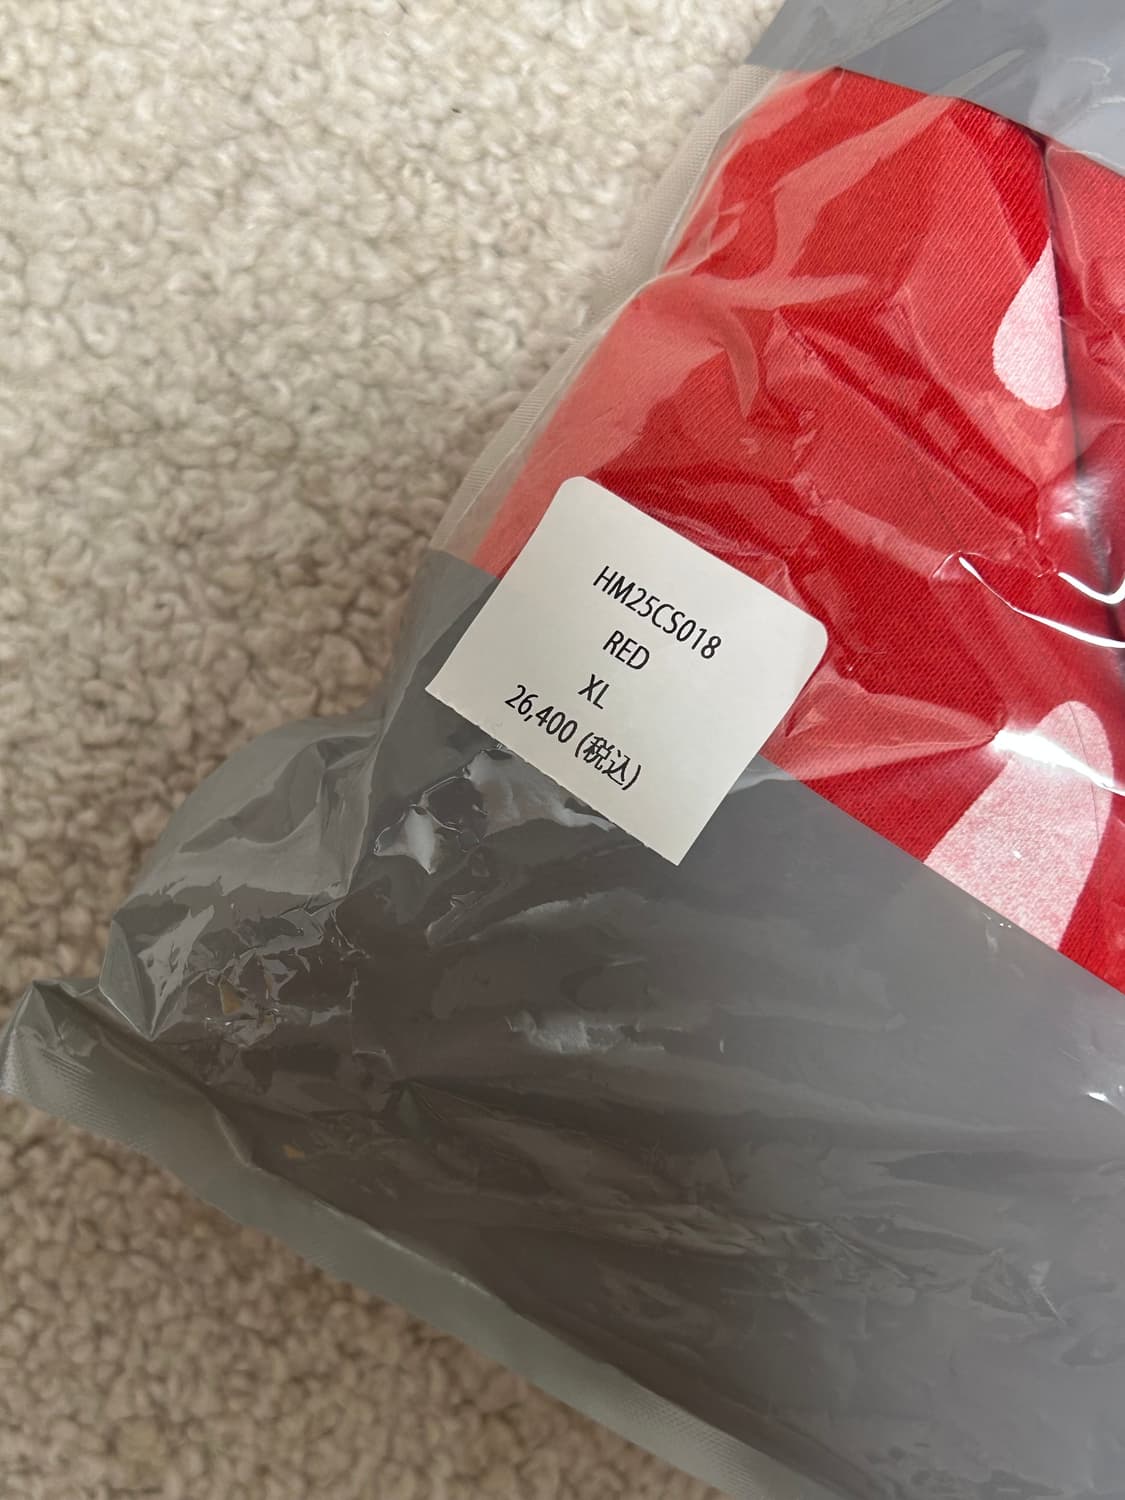 HM25CS018
RED
XL
26,400 (税込)